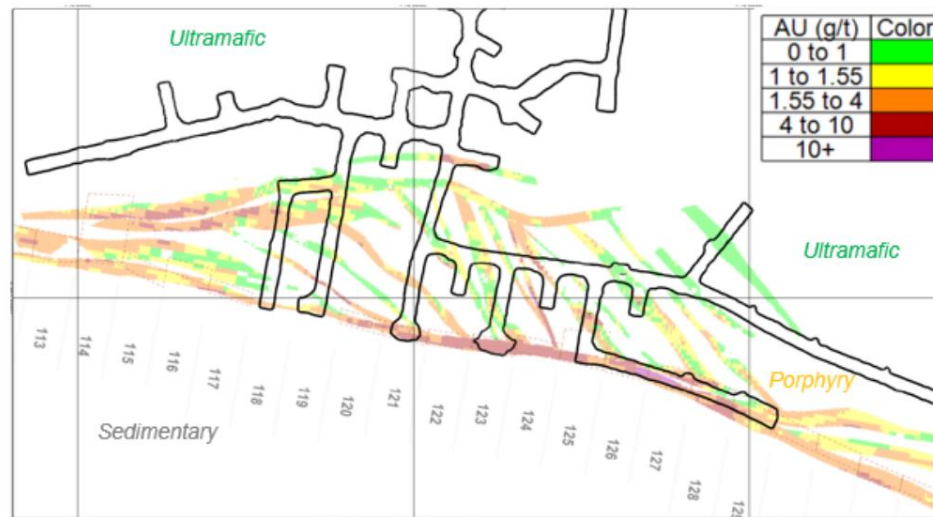 Ultramafic
AU (g/t) Color
0 to 1
1 to 1.55
1.55 to 4
4 to 10
10+
Ultramafic
Porphyry
Sedimentary
113
114
115
116
117
118
119
120
121
122
123
124
125
126
127
128